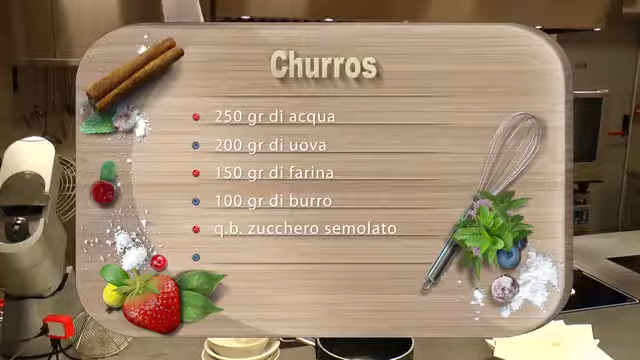 Churros
250 gr di acqua
200 gr di uova
150 gr di farina
100 gr di burro
q.b. zucchero semolato